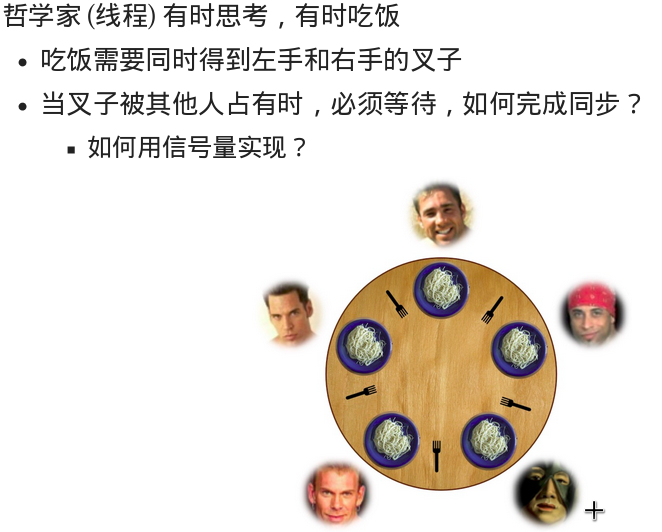 哲学家 (线程) 有时思考，有时吃饭
吃饭需要同时得到左手和右手的叉子
当叉子被其他人占有时，必须等待，如何完成同步？
如何用信号量实现？